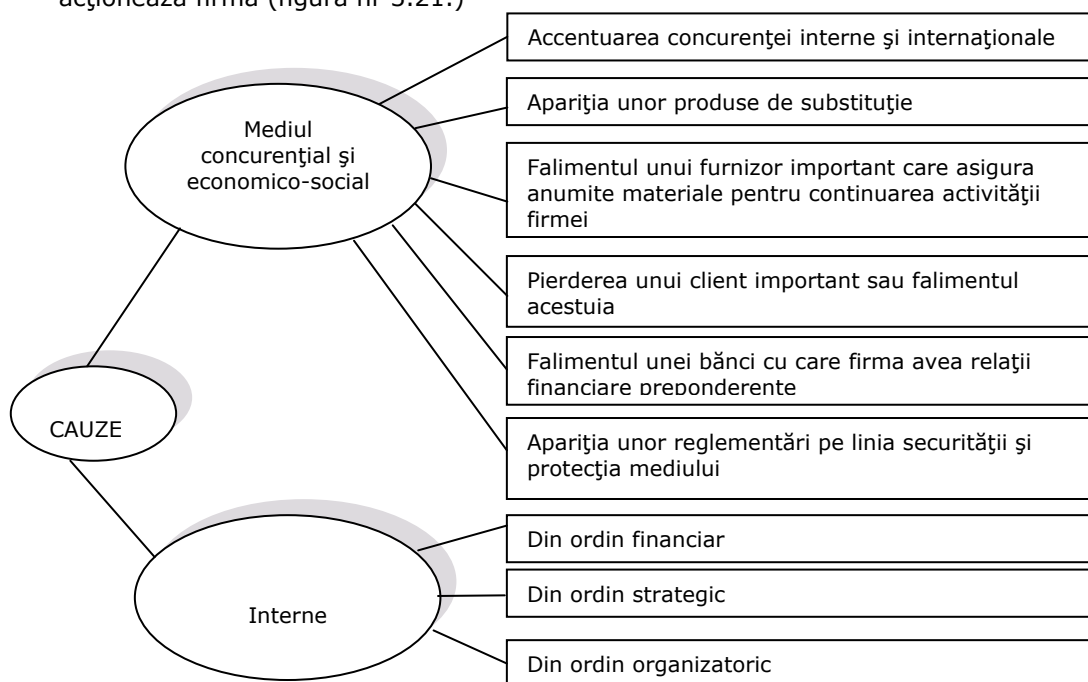 acţionează firma (figura nr 5.21.)
Accentuarea concurenţei interne şi internaţionale
Apariţia unor produse de substituţie
Mediul
concurenţial şi
economico-social
Falimentul unui furnizor important care asigura
anumite materiale pentru continuarea activităţii
firmei
Pierderea unui client important sau falimentul
acestuia
Falimentul unei bănci cu care firma avea relaţii
financiare preponderente
CAUZE
Apariţia unor reglementări pe linia securităţii şi
protecţia mediului
Din ordin financiar
Din ordin strategic
Interne
Din ordin organizatoric